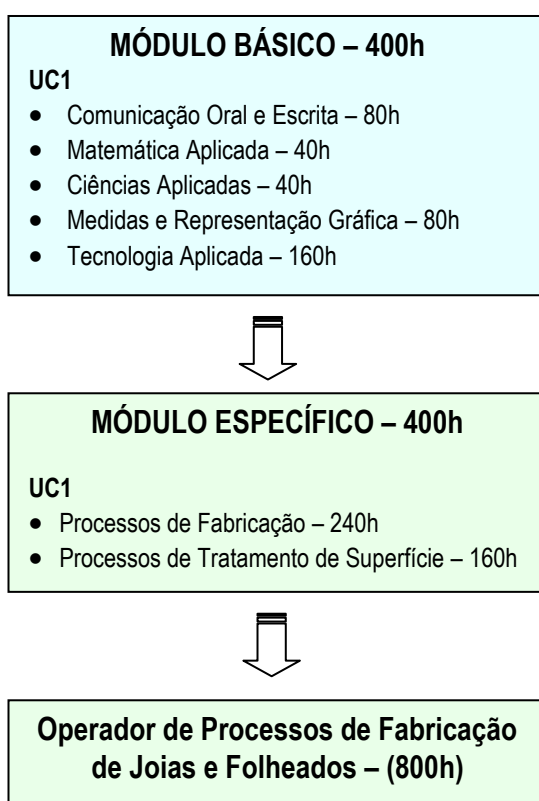 MÓDULO BÁSICO – 400h
UC1
• Comunicação Oral e Escrita – 80h
• Matemática Aplicada – 40h
• Ciências Aplicadas – 40h
• Medidas e Representação Gráfica – 80h
• Tecnologia Aplicada – 160h
MÓDULO ESPECÍFICO – 400h
UC1
• Processos de Fabricação – 240h
• Processos de Tratamento de Superfície – 160h
Operador de Processos de Fabricação
de Joias e Folheados – (800h)